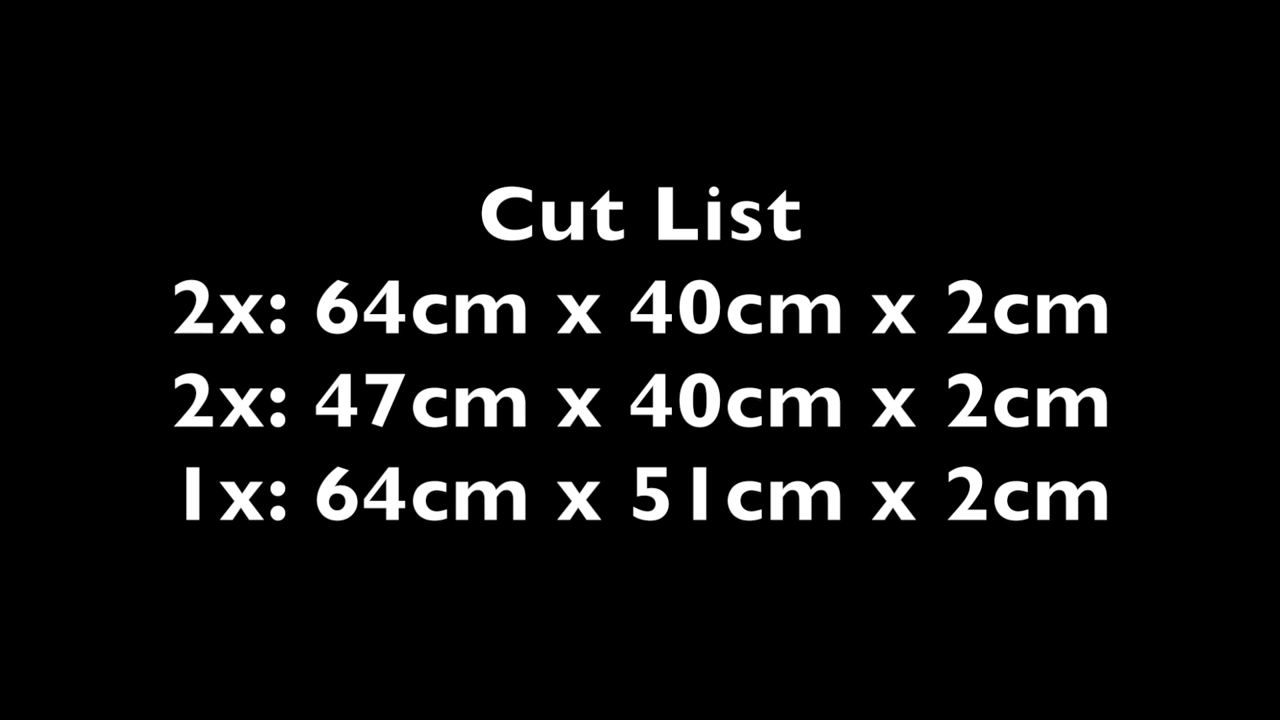 Cut List
2x: 64cm x 40cm x 2cm
2x: 47cm x 40cm x 2cm
1x: 64cm x 51cm x 2cm